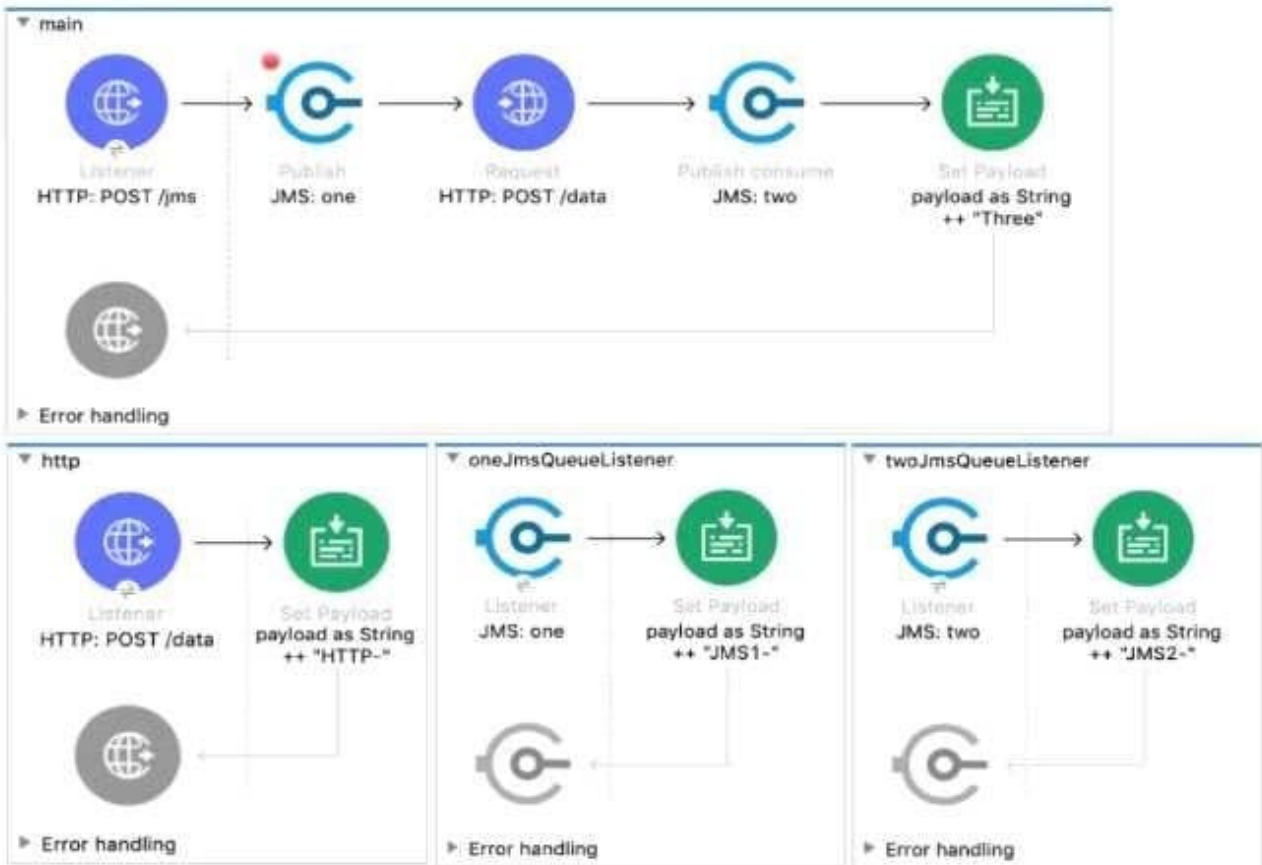 main
Listener
HTTP: POST /jms
Publish
JMS: one
Request
HTTP: POST /data
Publish consume
JMS: two
Set Payload
payload as String
++ "Three"
Error handling
http
Listener
HTTP: POST /data
Set Payload
payload as String
++ "HTTP-"
Error handling
oneJmsQueueListener
Listener
JMS: one
Set Payload
payload as String
++ "JMS1-"
Error handling
twoJmsQueueListener
Listener
JMS: two
Set Payload
payload as String
++ "JMS2-"
Error handling